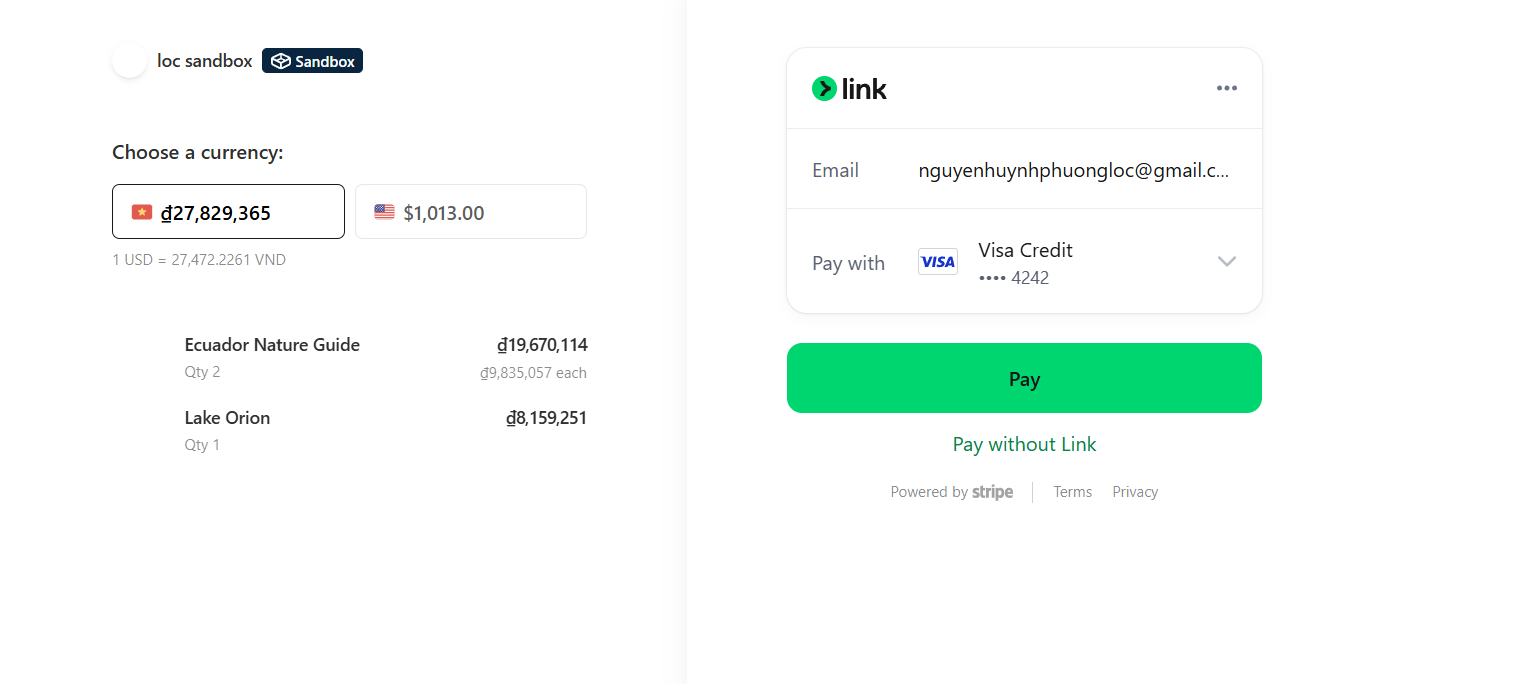 loc sandbox Sandbox
Choose a currency:
₫27,829,365 $1,013.00
1 USD = 27,472.2261 VND
Ecuador Nature Guide ₫19,670,114
Qty 2 ₫9,835,057 each
Lake Orion ₫8,159,251
Qty 1
link
Email nguyenhuynhphuongloc@gmail.c...
Pay with VISA Visa Credit
•••• 4242
Pay
Pay without Link
Powered by stripe Terms Privacy